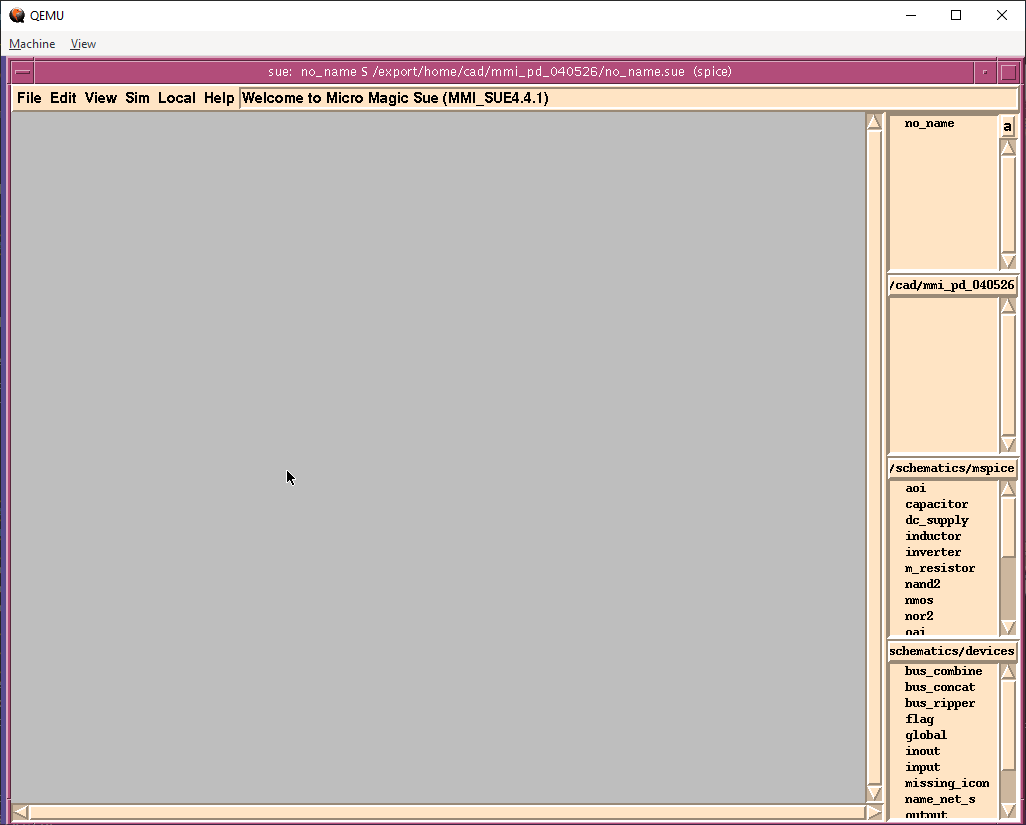 QEMU
Machine View
sue: no_name S /export/home/cad/mmi_pd_040526/no_name.sue (spice)
File Edit View Sim Local Help Welcome to Micro Magic Sue (MMI_SUE4.4.1)
no_name
a
/cad/mmi_pd_040526
/schematics/mspice
aoi
capacitor
dc_supply
inductor
inverter
m_resistor
nand2
nmos
nor2
oai
schematics/devices
bus_combine
bus_concat
bus_ripper
flag
global
inout
input
missing_icon
name_net_s
output